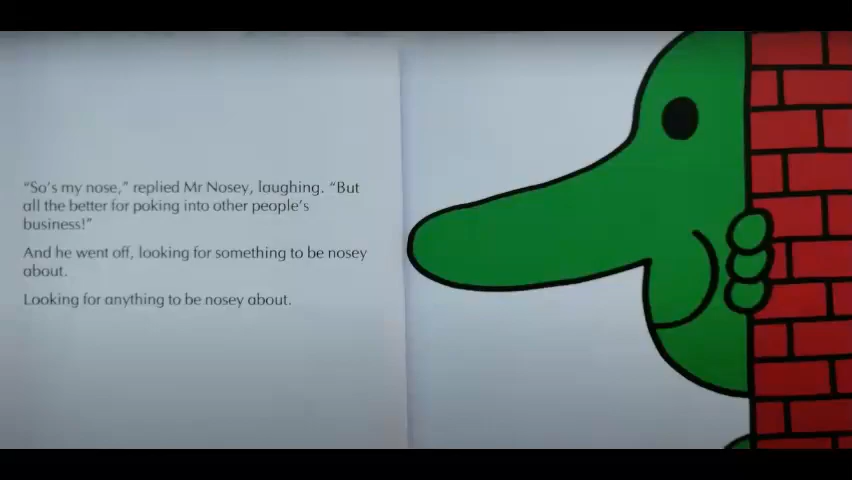 “So’s my nose,” replied Mr Nosey, laughing. “But
all the better for poking into other people’s
business!”
And he went off, looking for something to be nosey
about.
Looking for anything to be nosey about.